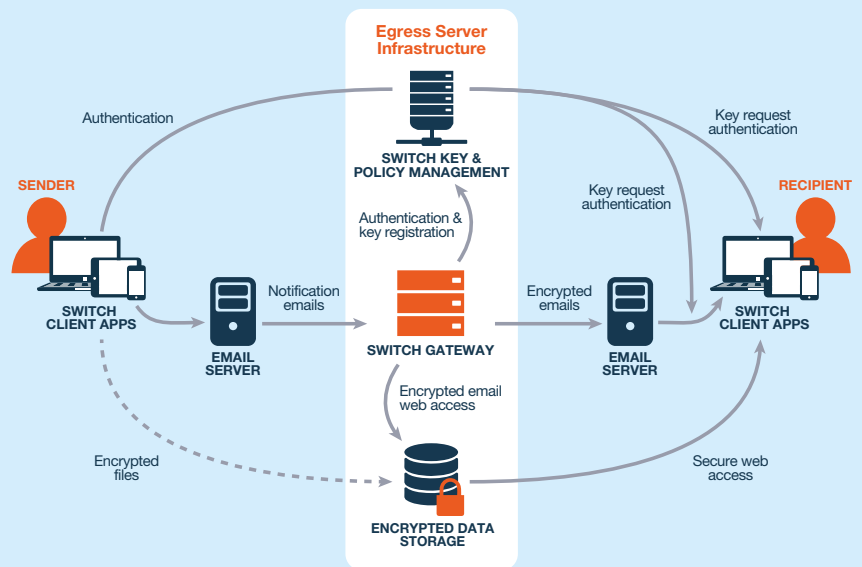 Egress Server
Infrastructure
Authentication
SWITCH KEY &
POLICY MANAGEMENT
Key request
authentication
SENDER
Key request
authentication
RECIPIENT
Authentication &
key registration
SWITCH
CLIENT APPS
Notification
emails
EMAIL
SERVER
SWITCH GATEWAY
Encrypted
emails
EMAIL
SERVER
SWITCH
CLIENT APPS
Encrypted email
web access
Encrypted
files
Secure web
access
ENCRYPTED DATA
STORAGE